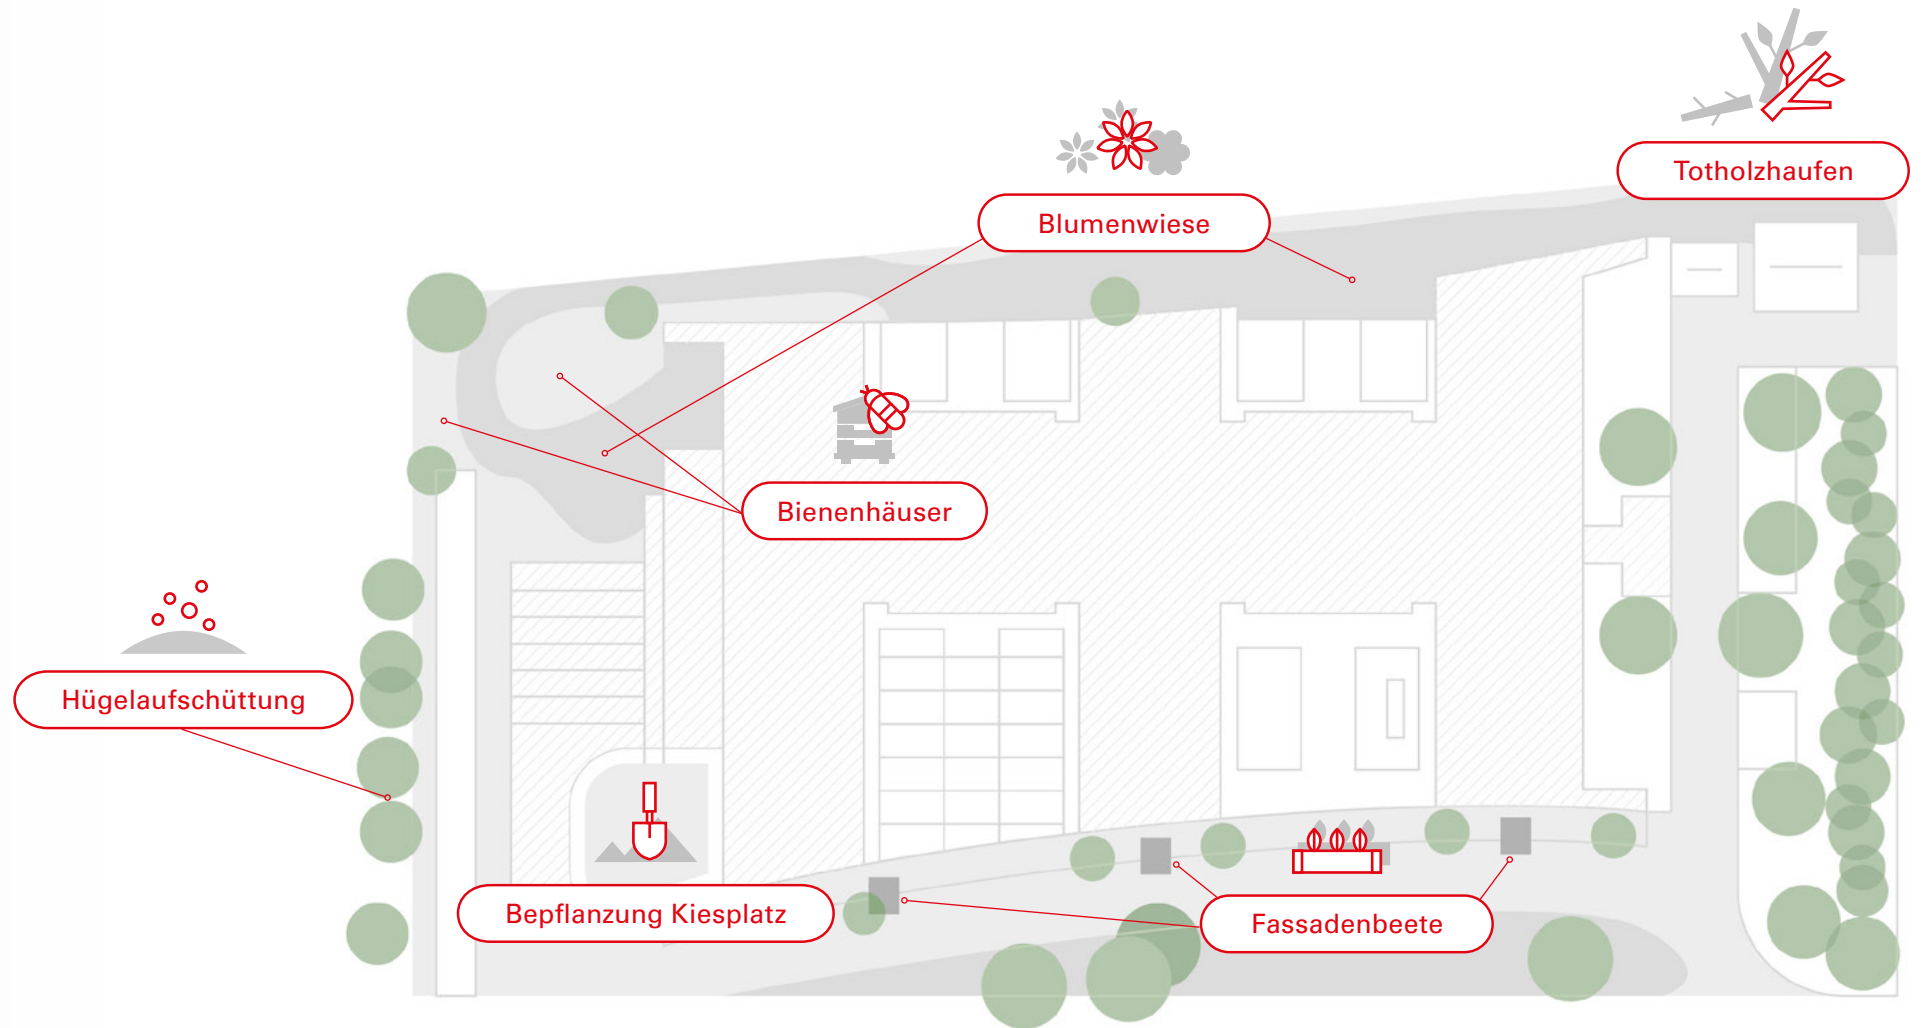 Totholzhaufen
Blumenwiese
Bienenhäuser
Hügelaufschüttung
Bepflanzung Kiesplatz
Fassadenbeete